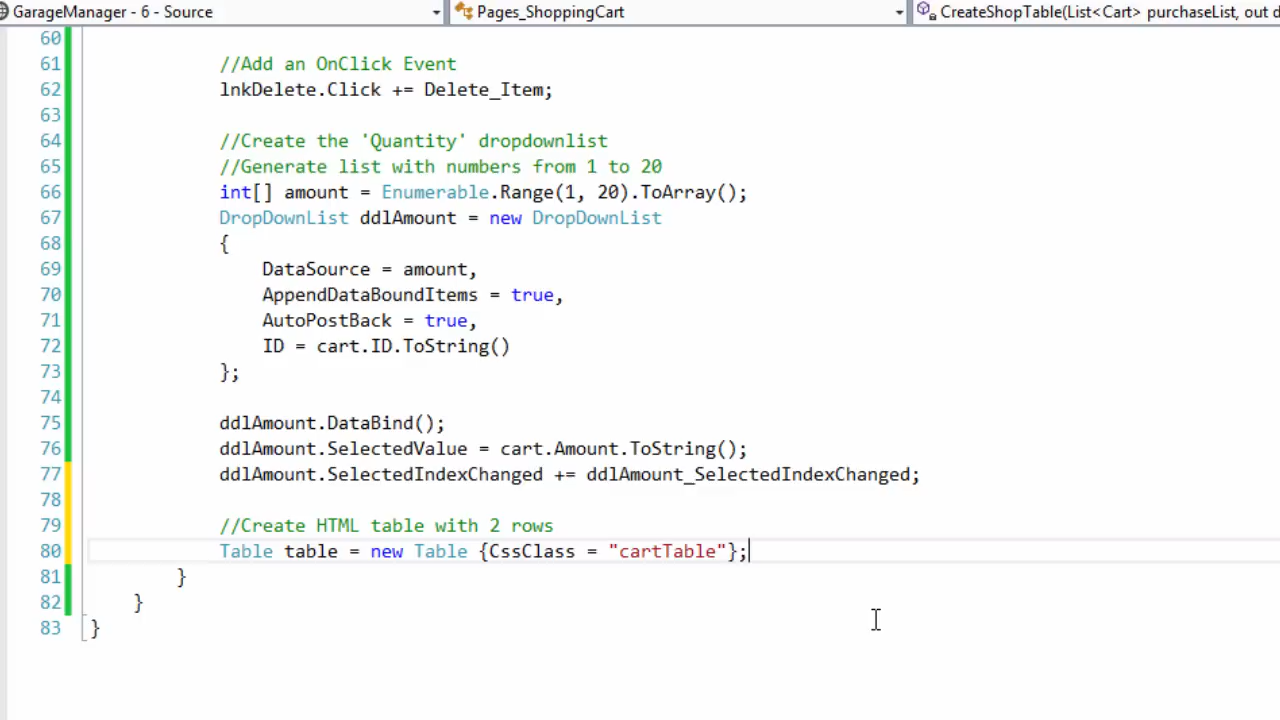 GarageManager - 6 - Source Pages_ShoppingCart CreateShopTable(List<Cart> purchaseList, out d
60
61 //Add an OnClick Event
62 lnkDelete.Click += Delete_Item;
63
64 //Create the 'Quantity' dropdownlist
65 //Generate list with numbers from 1 to 20
66 int[] amount = Enumerable.Range(1, 20).ToArray();
67 DropDownList ddlAmount = new DropDownList
68 {
69 DataSource = amount,
70 AppendDataBoundItems = true,
71 AutoPostBack = true,
72 ID = cart.ID.ToString()
73 };
74
75 ddlAmount.DataBind();
76 ddlAmount.SelectedValue = cart.Amount.ToString();
77 ddlAmount.SelectedIndexChanged += ddlAmount_SelectedIndexChanged;
78
79 //Create HTML table with 2 rows
80 Table table = new Table {CssClass = "cartTable"};
81 }
82 }
83 }